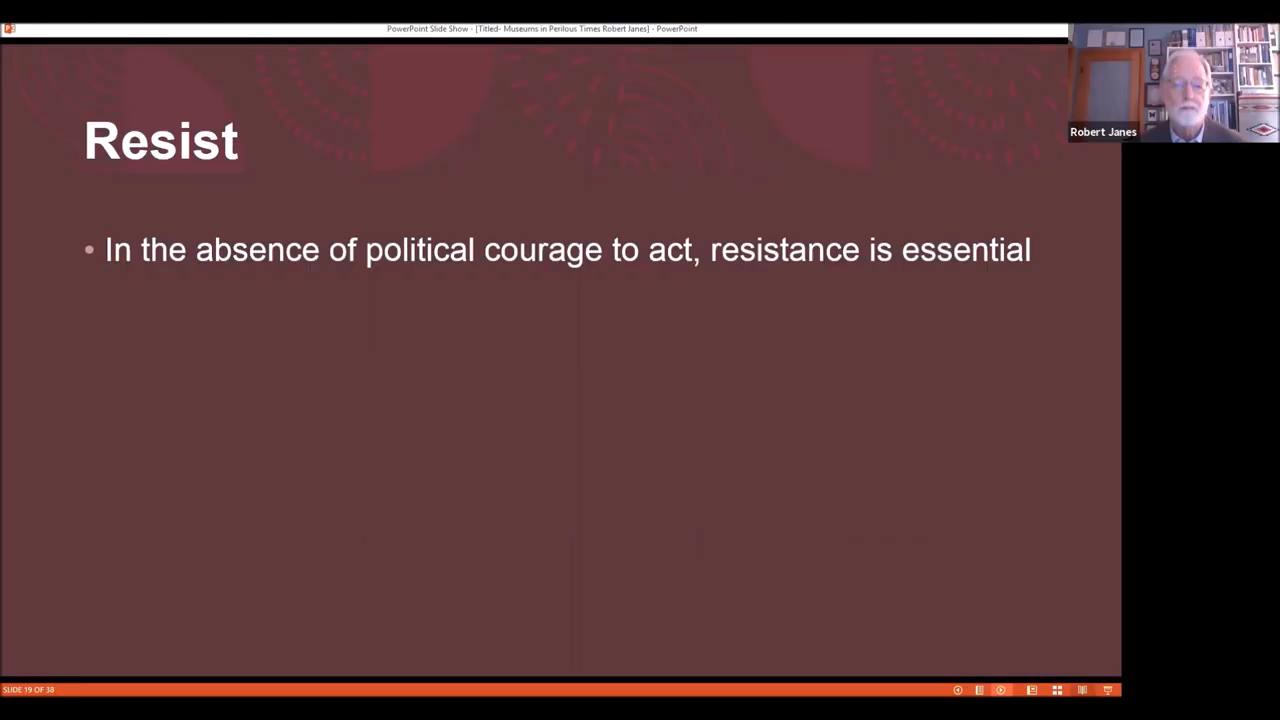 PowerPoint Slide Show - [Titled- Museums in Perilous Times Robert Janes] - PowerPoint
Robert Janes
Resist
• In the absence of political courage to act, resistance is essential
SLIDE 19 OF 38